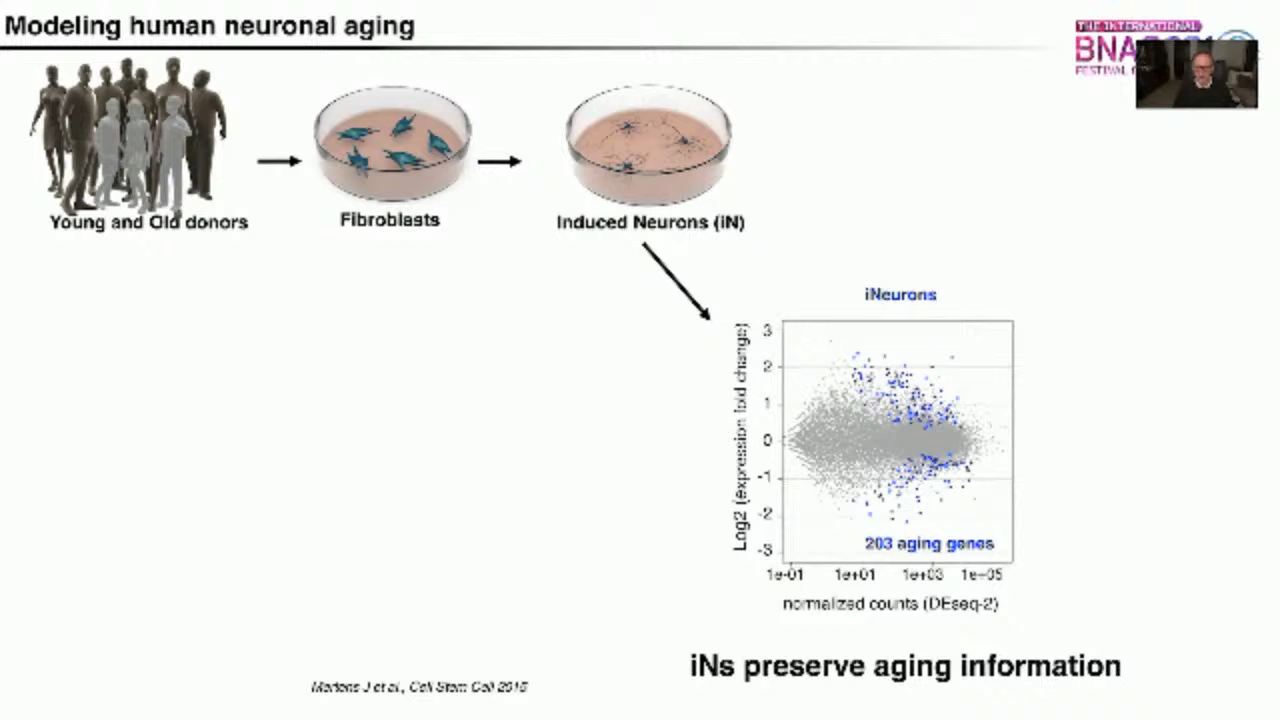 Modeling human neuronal aging
THE INTERNATIONAL
BNA
FESTIVAL
Young and Old donors
Fibroblasts
Induced Neurons (iN)
iNeurons
Log2 (expression fold change)
3
2
1
0
-1
-2
-3
203 aging genes
1e-01
1e+01
1e+03
1e+05
normalized counts (DEseq-2)
iNs preserve aging information
Mertens J et al., Cell Stem Cell 2015